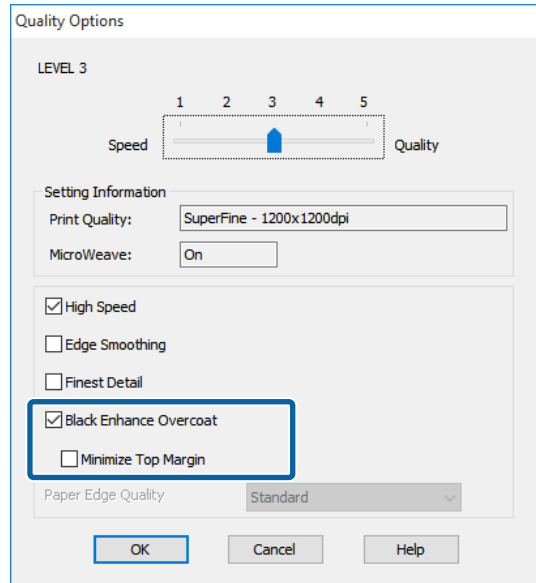 Quality Options
LEVEL 3
1 2 3 4 5
Speed Quality
Setting Information
Print Quality: SuperFine - 1200x1200dpi
MicroWeave: On
High Speed
Edge Smoothing
Finest Detail
Black Enhance Overcoat
Minimize Top Margin
Paper Edge Quality Standard
OK Cancel Help